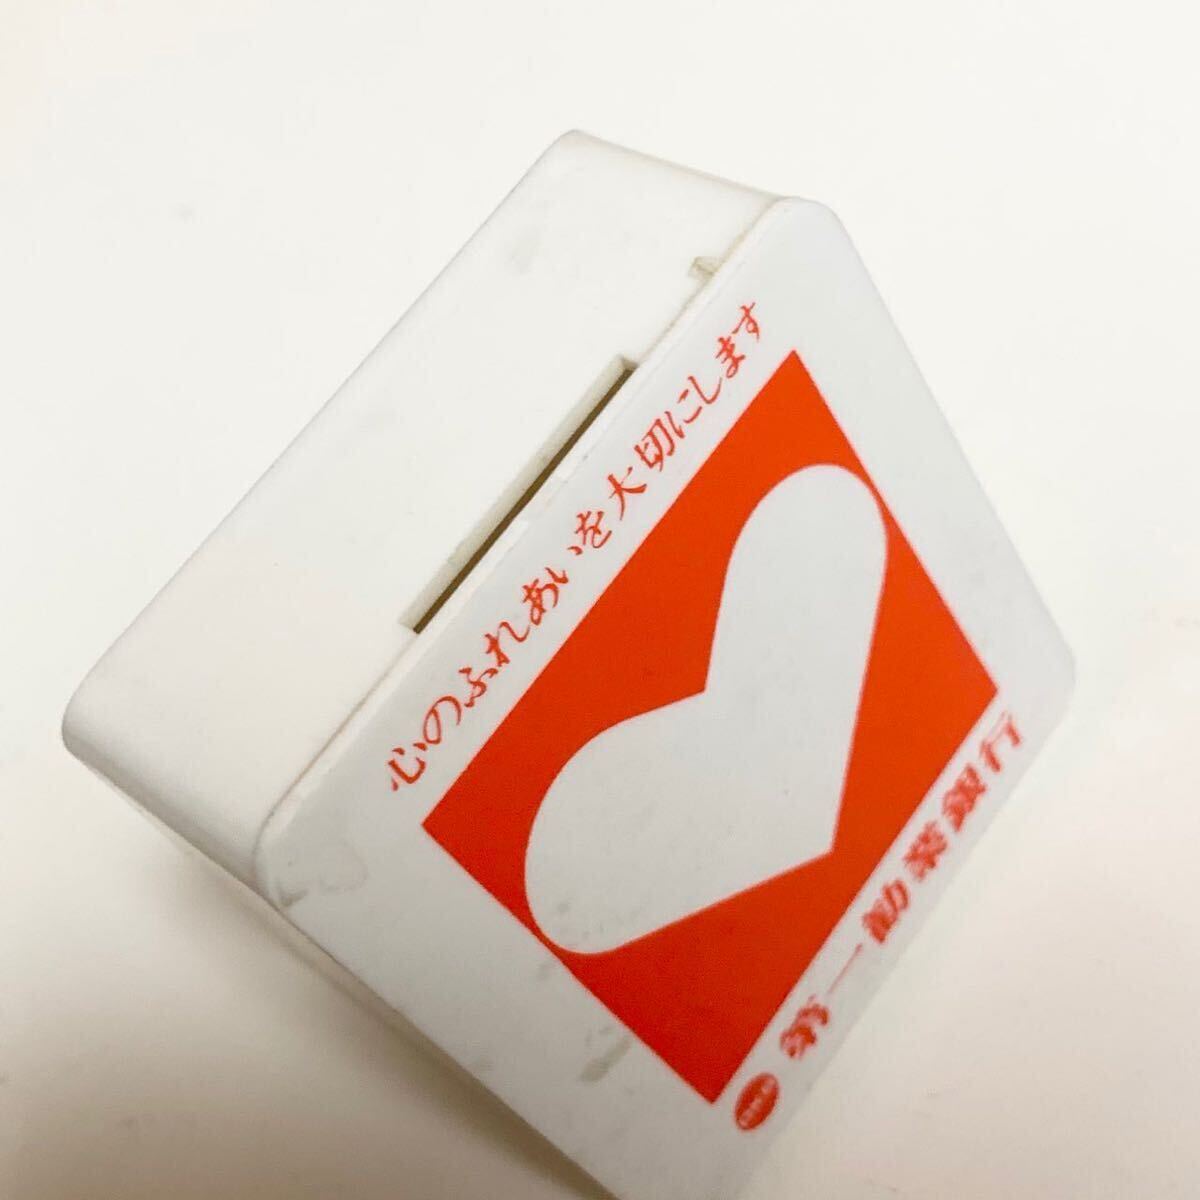 心のふれあいを大切にします
第一勧業銀行